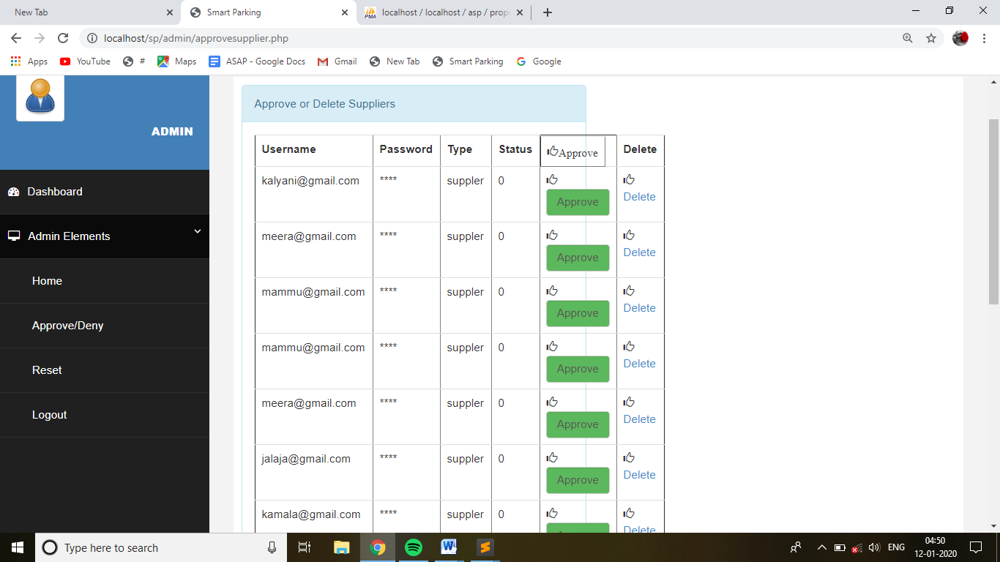 New Tab
Smart Parking
PMA localhost / localhost / asp / prop
localhost/sp/admin/approvesupplier.php
Apps YouTube # Maps ASAP - Google Docs Gmail New Tab Smart Parking Google
ADMIN
Dashboard
Admin Elements
Home
Approve/Deny
Reset
Logout
Approve or Delete Suppliers
Username Password Type Status Approve Delete
kalyani@gmail.com **** suppler 0 Approve Delete
meera@gmail.com **** suppler 0 Approve Delete
mammu@gmail.com **** suppler 0 Approve Delete
mammu@gmail.com **** suppler 0 Approve Delete
meera@gmail.com **** suppler 0 Approve Delete
jalaja@gmail.com **** suppler 0 Approve Delete
kamala@gmail.com **** suppler 0 Delete
Type here to search
ENG
04:50
12-01-2020